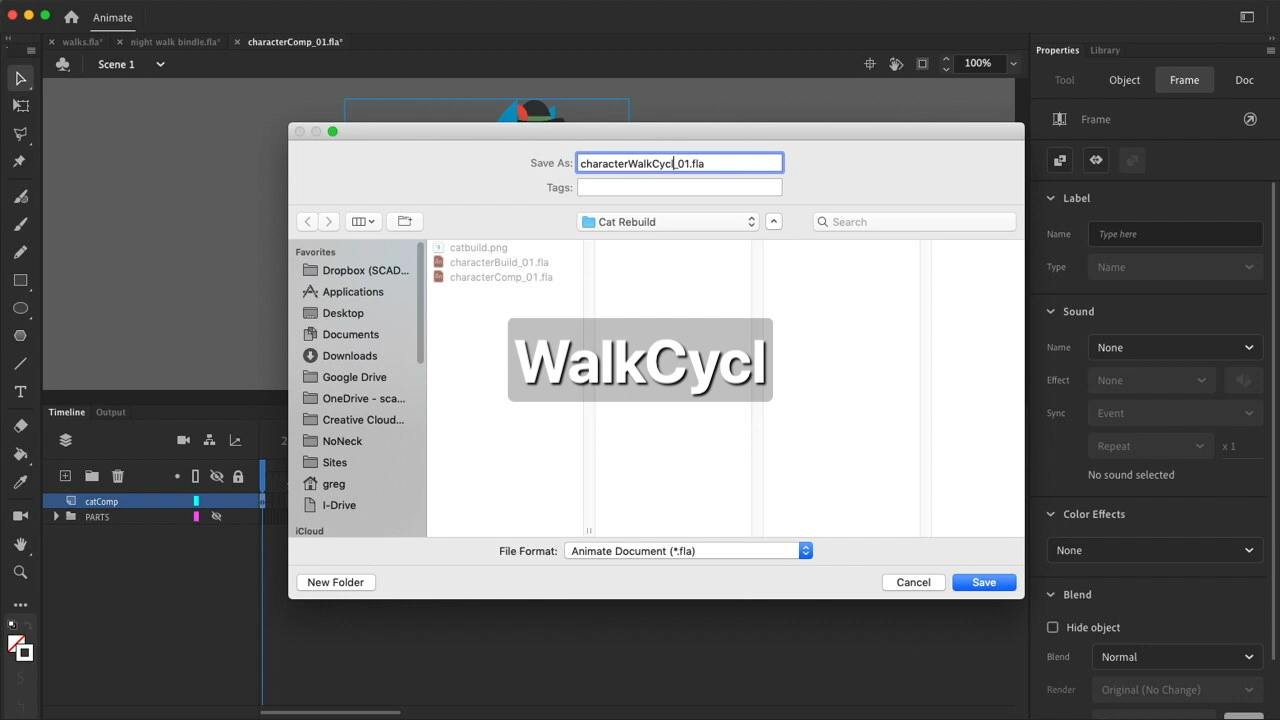 Animate
walks.fla*
night walk bindle.fla*
characterComp_01.fla*
Scene 1
100%
Properties
Library
Tool
Object
Frame
Doc
Frame
Label
Name
Type here
Type
Name
Sound
Name
None
Effect
None
Sync
Event
Repeat
x 1
No sound selected
Color Effects
None
Blend
Hide object
Blend
Normal
Render
Original (No Change)
Save As:
characterWalkCycl_01.fla
Tags:
Cat Rebuild
Search
Favorites
Dropbox (SCAD...
Applications
Desktop
Documents
Downloads
Google Drive
OneDrive - sca...
Creative Cloud...
NoNeck
Sites
greg
I-Drive
iCloud
catbuild.png
characterBuild_01.fla
characterComp_01.fla
WalkCycl
File Format:
Animate Document (*.fla)
New Folder
Cancel
Save
Timeline
Output
2
catComp
PARTS